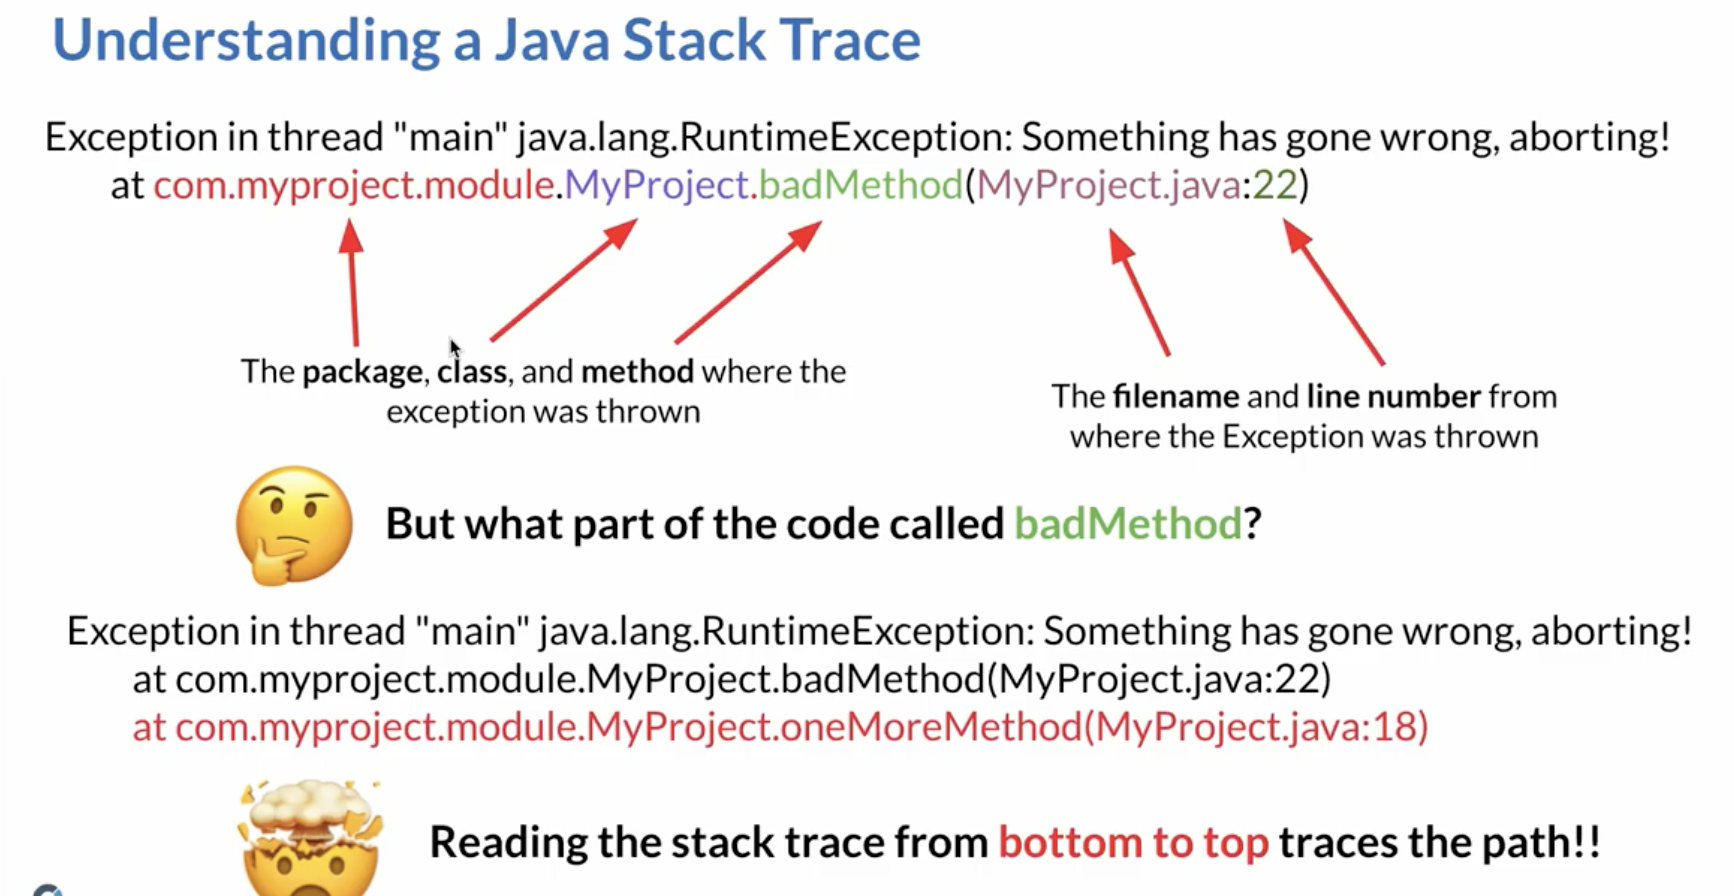 Understanding a Java Stack Trace
Exception in thread "main" java.lang.RuntimeException: Something has gone wrong, aborting!
at com.myproject.module.MyProject.badMethod(MyProject.java:22)
The package, class, and method where the
exception was thrown
The filename and line number from
where the Exception was thrown
But what part of the code called badMethod?
Exception in thread "main" java.lang.RuntimeException: Something has gone wrong, aborting!
at com.myproject.module.MyProject.badMethod(MyProject.java:22)
at com.myproject.module.MyProject.oneMoreMethod(MyProject.java:18)
Reading the stack trace from bottom to top traces the path!!